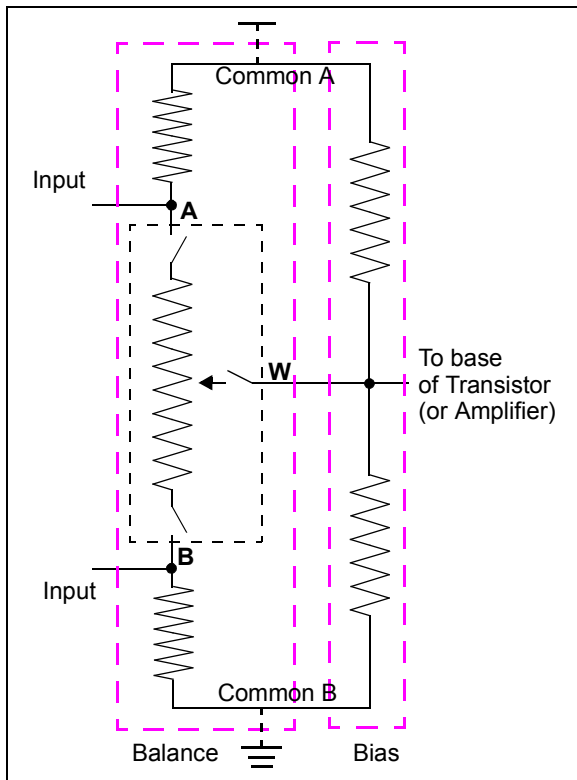 Common A
Input
A
W
To base
of Transistor
(or Amplifier)
B
Input
Common B
Balance
Bias